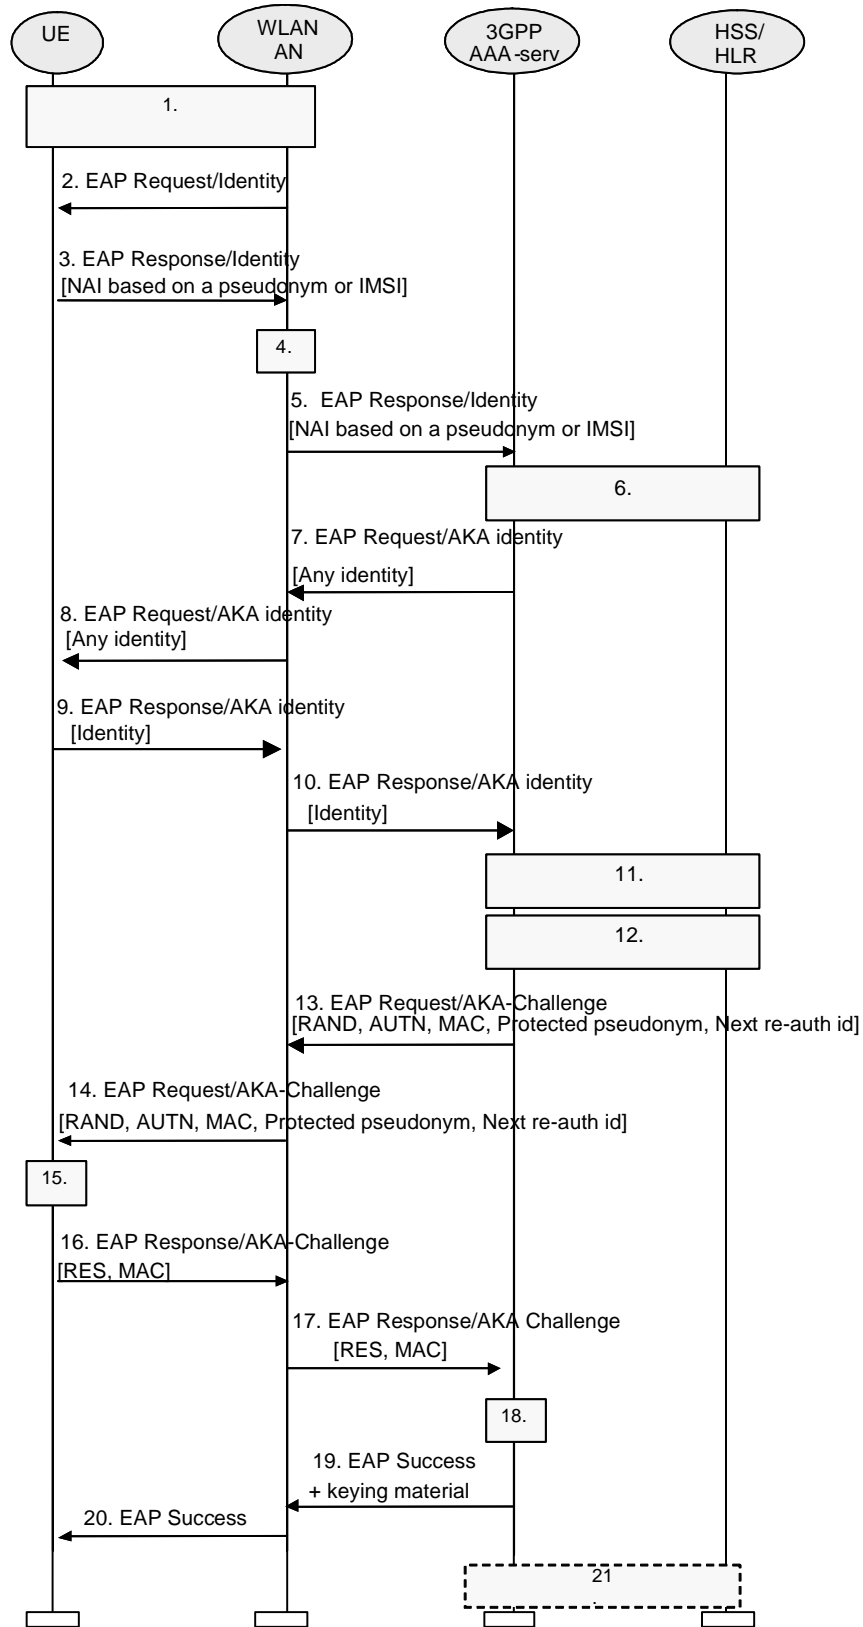 UE
WLAN
AN
3GPP
AAA-serv
HSS/
HLR
1.
2. EAP Request/Identity
3. EAP Response/Identity
[NAI based on a pseudonym or IMSI]
4.
5. EAP Response/Identity
[NAI based on a pseudonym or IMSI]
6.
7. EAP Request/AKA identity
[Any identity]
8. EAP Request/AKA identity
[Any identity]
9. EAP Response/AKA identity
[Identity]
10. EAP Response/AKA identity
[Identity]
11.
12.
13. EAP Request/AKA-Challenge
[RAND, AUTN, MAC, Protected pseudonym, Next re-auth id]
14. EAP Request/AKA-Challenge
[RAND, AUTN, MAC, Protected pseudonym, Next re-auth id]
15.
16. EAP Response/AKA-Challenge
[RES, MAC]
17. EAP Response/AKA Challenge
[RES, MAC]
18.
19. EAP Success
+ keying material
20. EAP Success
21
.